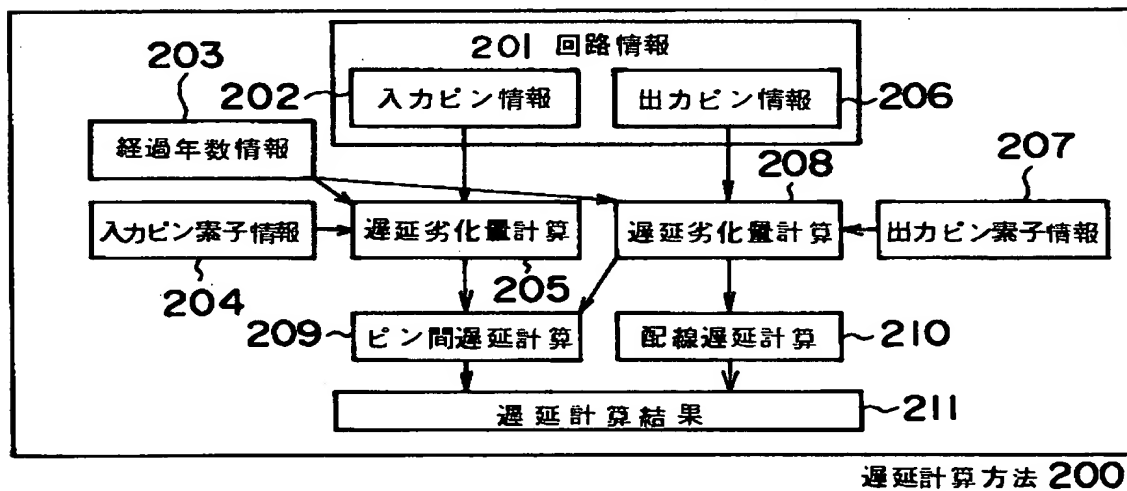 201 回路情報
203
202
入力ピン情報
出力ピン情報
206
経過年数情報
207
208
入力ピン素子情報
遅延劣化量計算
遅延劣化量計算
出力ピン素子情報
204
205
209
ピン間遅延計算
配線遅延計算
210
遅延計算結果
211
遅延計算方法 200